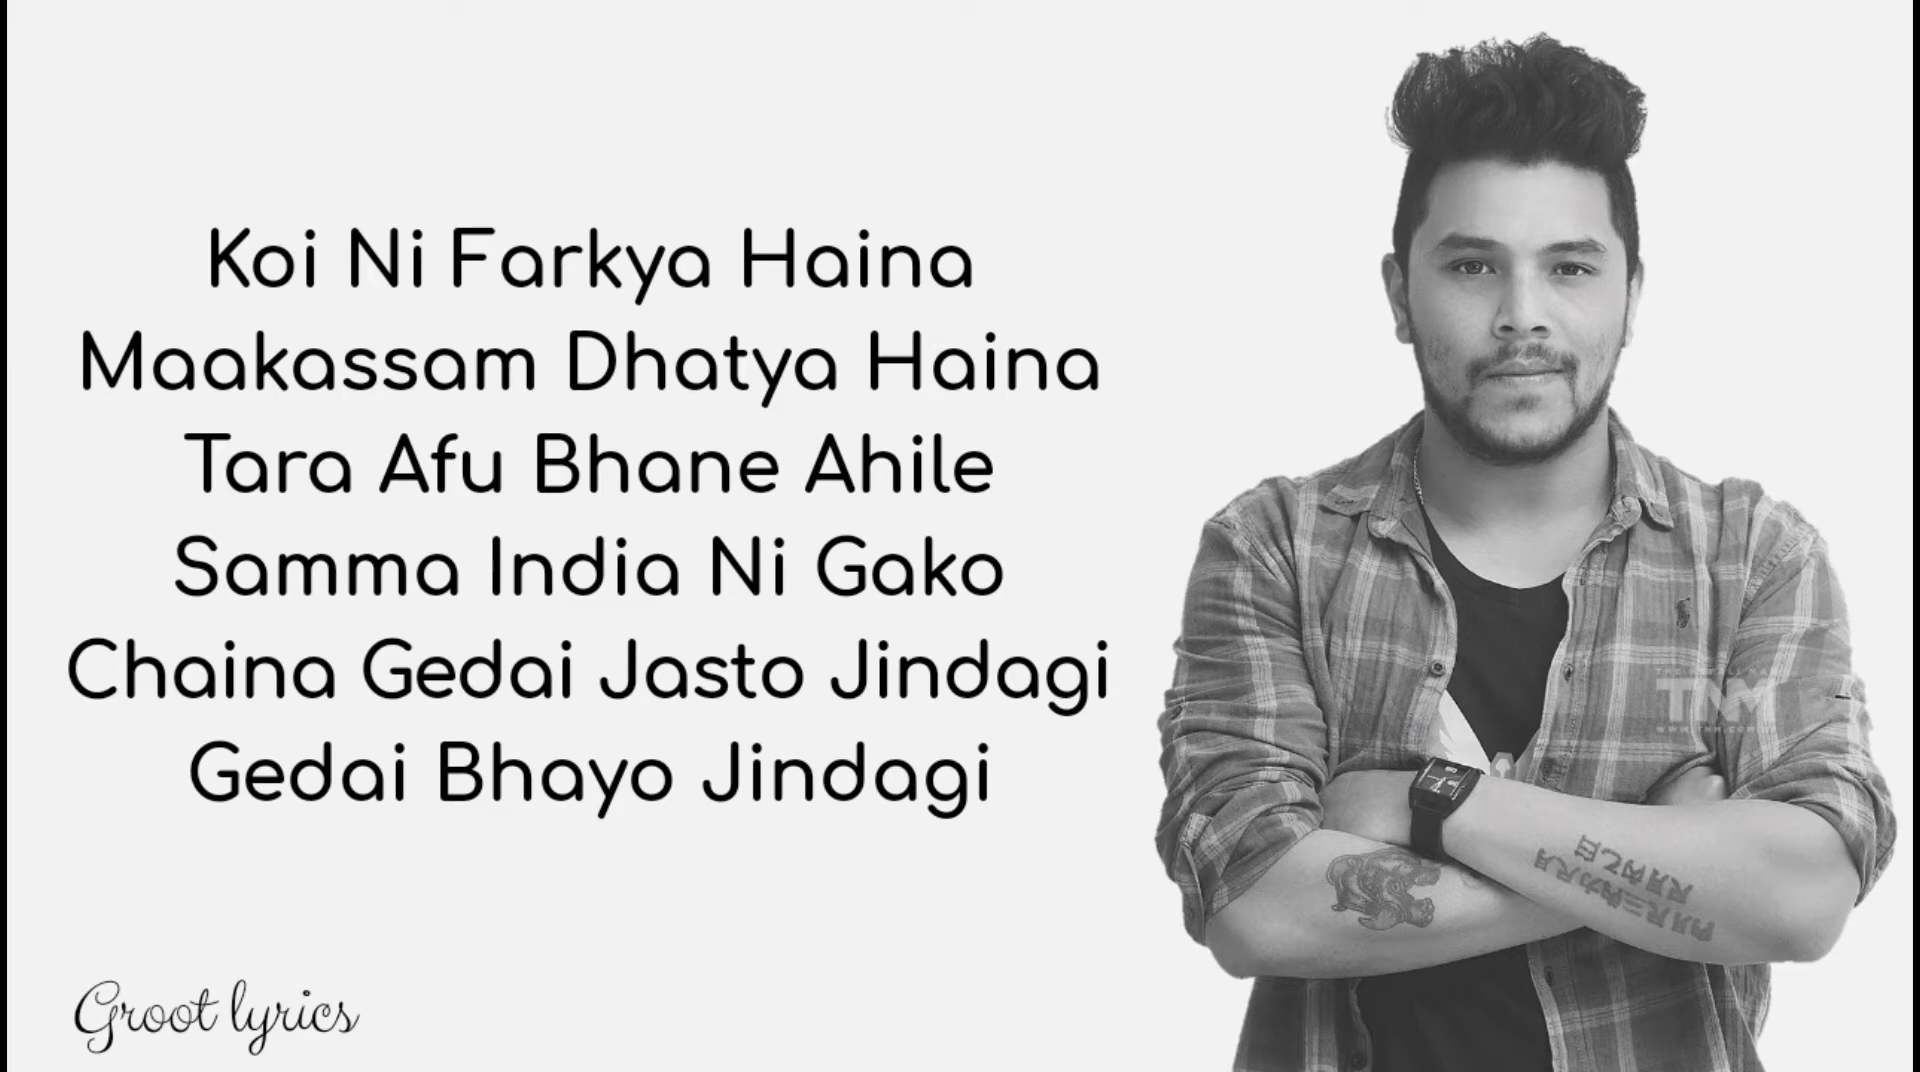 Koi Ni Farkya Haina
Maakassam Dhatya Haina
Tara Afu Bhane Ahile
Samma India Ni Gako
Chaina Gedai Jasto Jindagi
Gedai Bhayo Jindagi
Groot lyrics
TNM